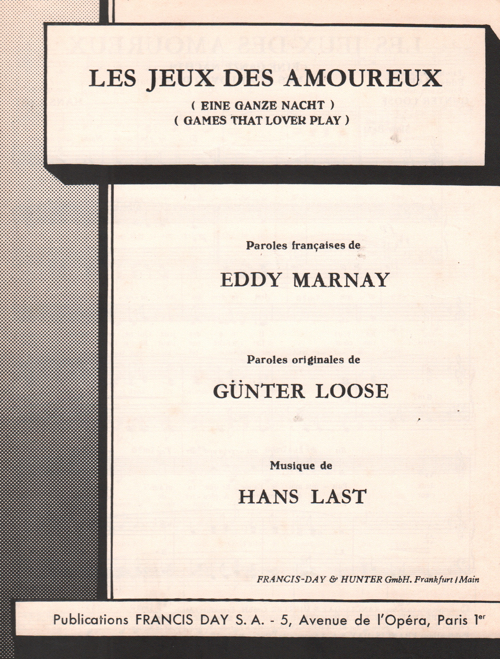 LES JEUX DES AMOUREUX
( EINE GANZE NACHT )
( GAMES THAT LOVER PLAY )
Paroles françaises de
EDDY MARNAY
Paroles originales de
GÜNTER LOOSE
Musique de
HANS LAST
FRANCIS-DAY & HUNTER GmbH. Frankfurt / Main
Publications FRANCIS DAY S. A. - 5, Avenue de l'Opéra, Paris 1er